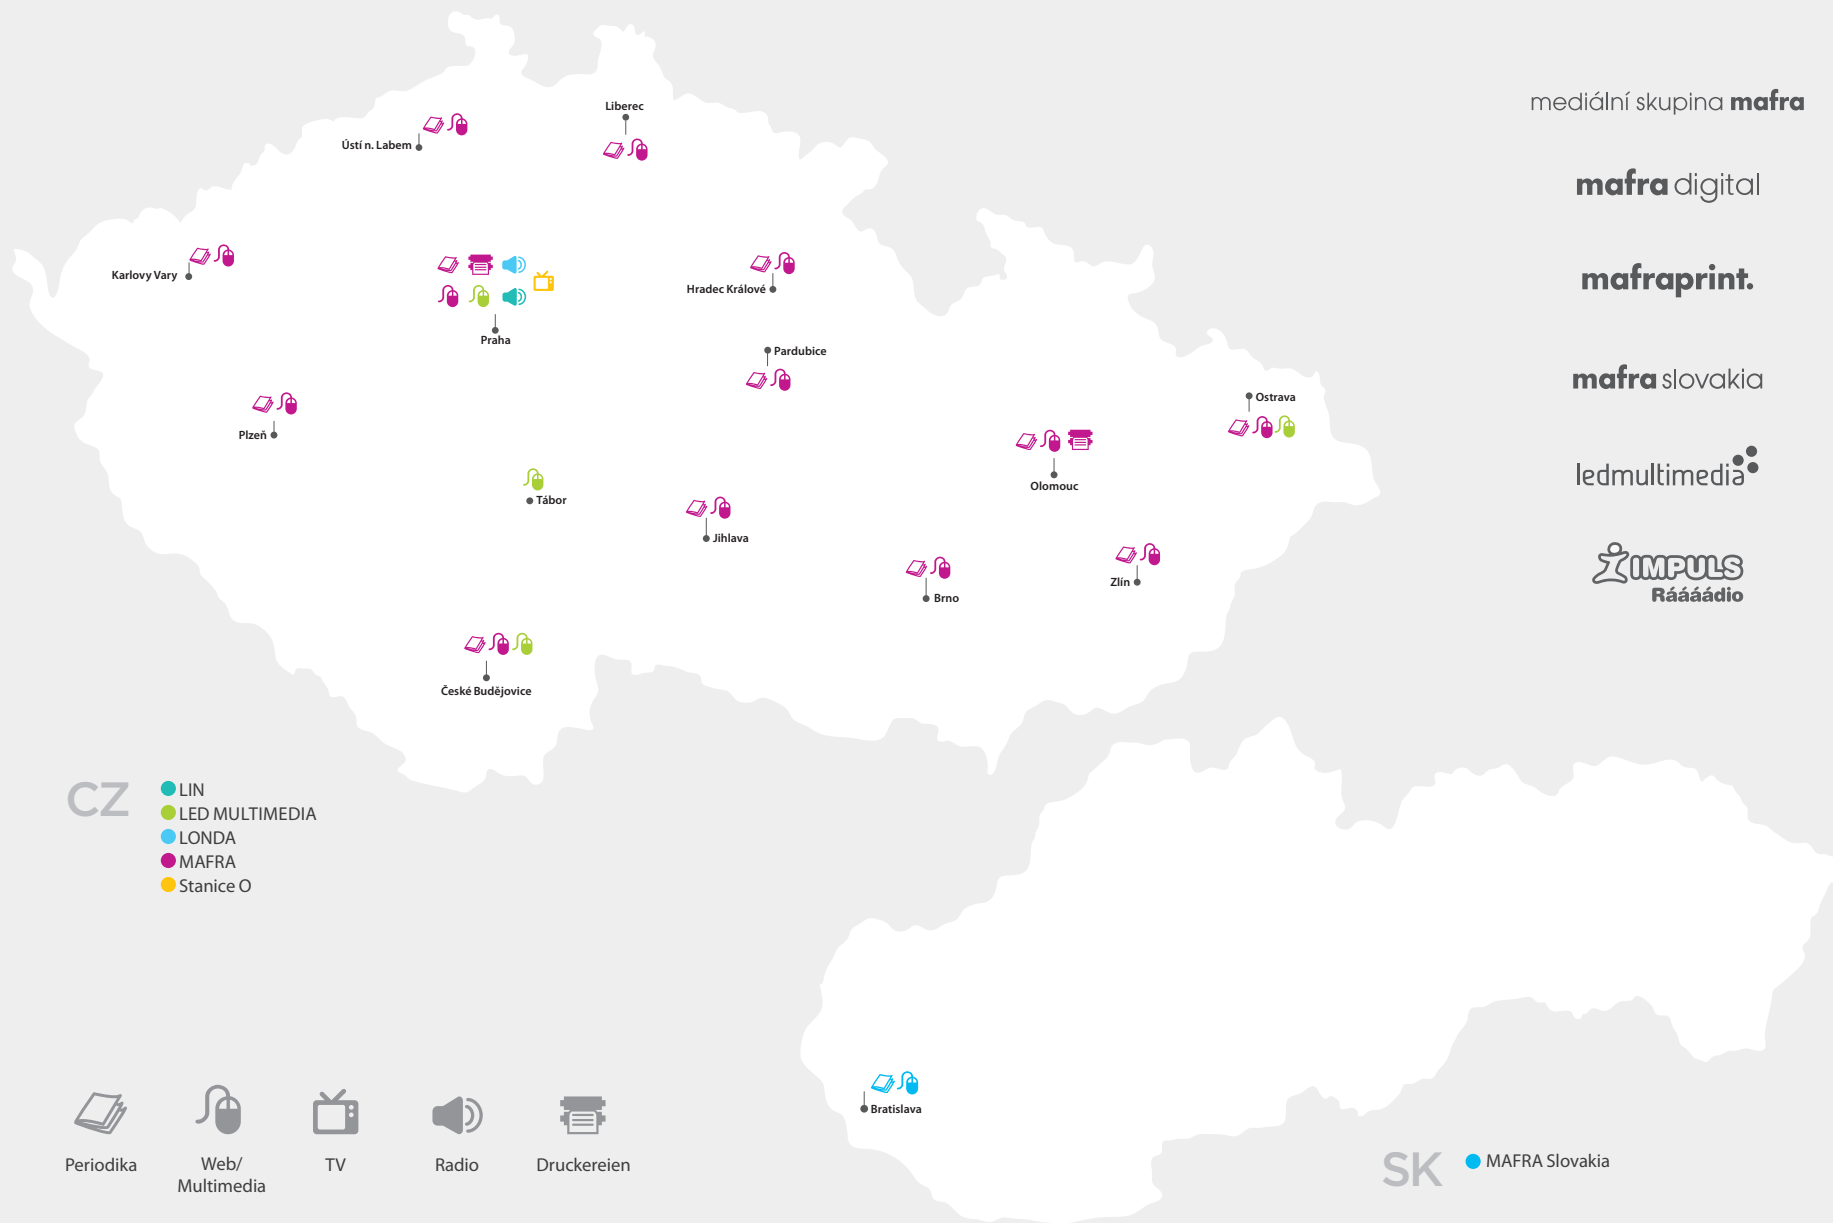 mediální skupina mafra
mafra digital
mafraprint.
mafra slovakia
ledmultimedia
IMPULS
Rááááádio
Liberec
Ústí n. Labem
Karlovy Vary
Praha
Hradec Králové
Pardubice
Plzeň
Ostrava
Olomouc
Tábor
Jihlava
Zlín
Brno
České Budějovice
CZ
LIN
LED MULTIMEDIA
LONDA
MAFRA
Stanice O
Bratislava
Periodika
Web/
Multimedia
TV
Radio
Druckereien
SK
MAFRA Slovakia